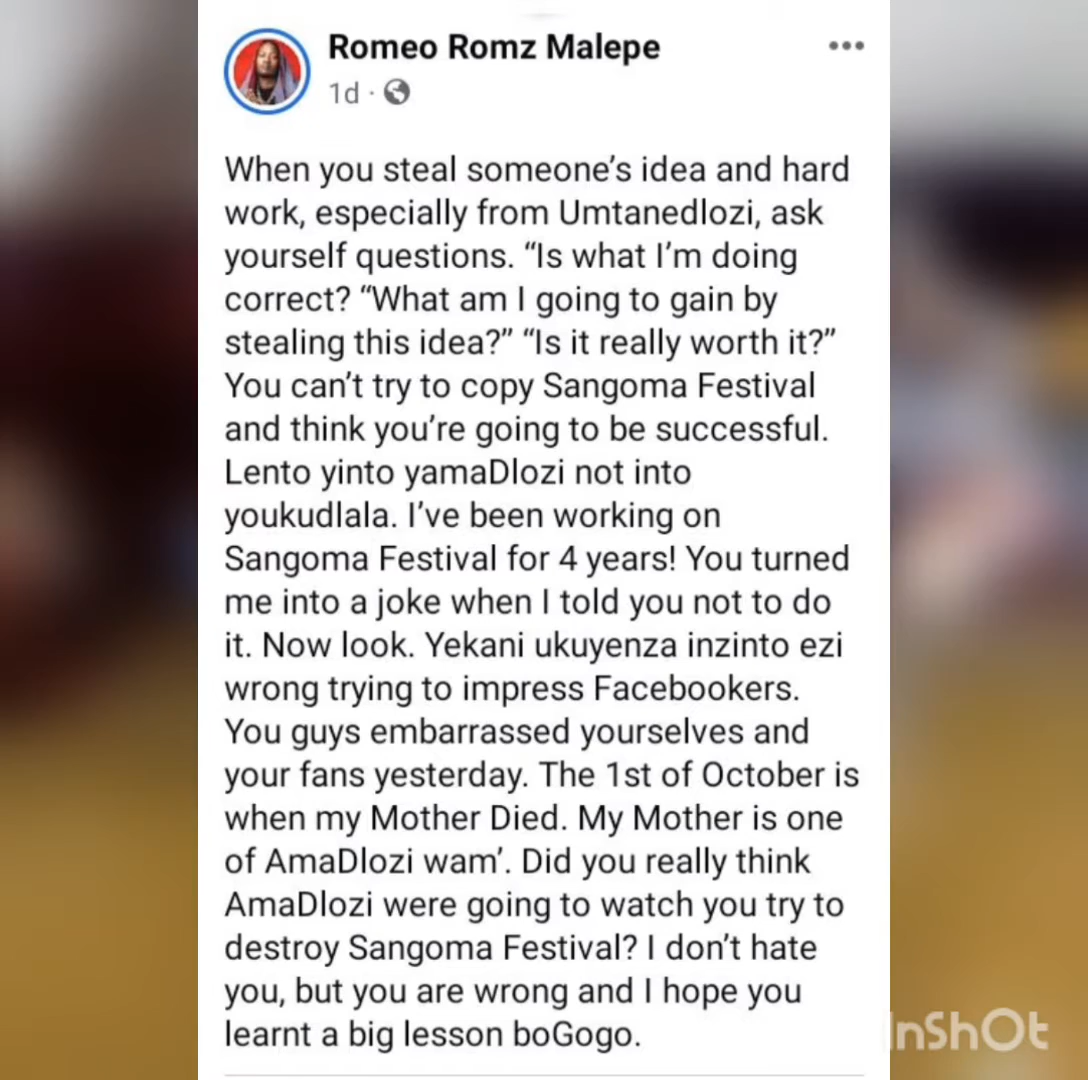 Romeo Romz Malepe
1d ·
When you steal someone's idea and hard
work, especially from Umtanedlozi, ask
yourself questions. “Is what I'm doing
correct? “What am I going to gain by
stealing this idea?” “Is it really worth it?”
You can't try to copy Sangoma Festival
and think you're going to be successful.
Lento yinto yamaDlozi not into
youkudlala. I've been working on
Sangoma Festival for 4 years! You turned
me into a joke when I told you not to do
it. Now look. Yekani ukuyenza inzinto ezi
wrong trying to impress Facebookers.
You guys embarrassed yourselves and
your fans yesterday. The 1st of October is
when my Mother Died. My Mother is one
of AmaDlozi wam'. Did you really think
AmaDlozi were going to watch you try to
destroy Sangoma Festival? I don't hate
you, but you are wrong and I hope you
learnt a big lesson boGogo.
InShOt